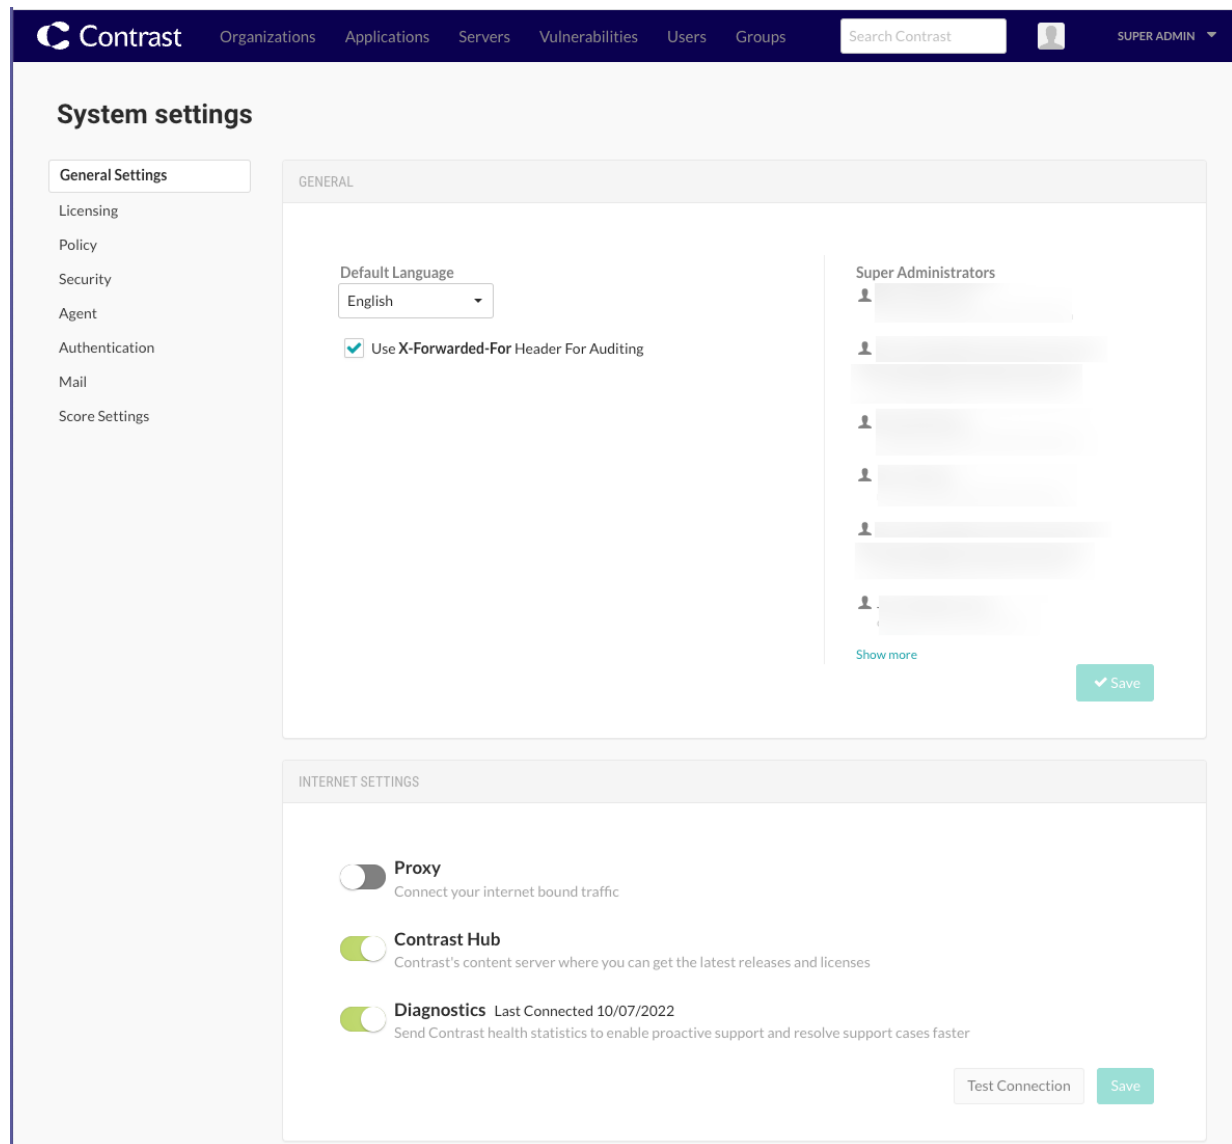 Contrast Organizations Applications Servers Vulnerabilities Users Groups Search Contrast SUPER ADMIN
System settings
General Settings
Licensing
Policy
Security
Agent
Authentication
Mail
Score Settings
GENERAL
Default Language
English
Use X-Forwarded-For Header For Auditing
Super Administrators
Show more
Save
INTERNET SETTINGS
Proxy
Connect your internet bound traffic
Contrast Hub
Contrast's content server where you can get the latest releases and licenses
Diagnostics Last Connected 10/07/2022
Send Contrast health statistics to enable proactive support and resolve support cases faster
Test Connection Save